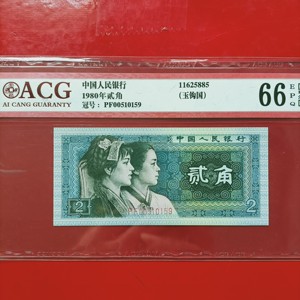 ACG
AI CANG GUARANTY
中国人民银行
1980年贰角
冠号：PF00510159
11625885
(玉钩国)
66 EPQ
中国人民银行
贰角
2
2
PF00510159